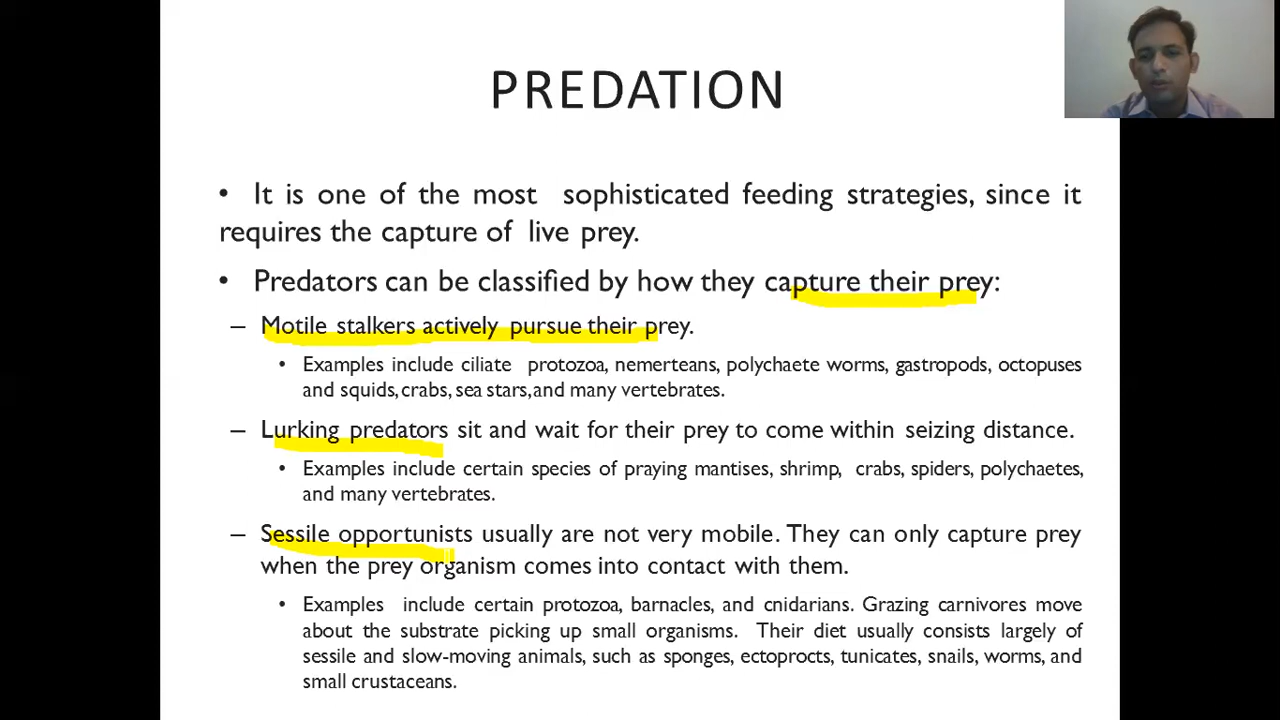 PREDATION
• It is one of the most sophisticated feeding strategies, since it
requires the capture of live prey.
• Predators can be classified by how they capture their prey:
– Motile stalkers actively pursue their prey.
• Examples include ciliate protozoa, nemerteans, polychaete worms, gastropods, octopuses
and squids, crabs, sea stars, and many vertebrates.
– Lurking predators sit and wait for their prey to come within seizing distance.
• Examples include certain species of praying mantises, shrimp, crabs, spiders, polychaetes,
and many vertebrates.
– Sessile opportunists usually are not very mobile. They can only capture prey
when the prey organism comes into contact with them.
• Examples include certain protozoa, barnacles, and cnidarians. Grazing carnivores move
about the substrate picking up small organisms. Their diet usually consists largely of
sessile and slow-moving animals, such as sponges, ectoprocts, tunicates, snails, worms, and
small crustaceans.